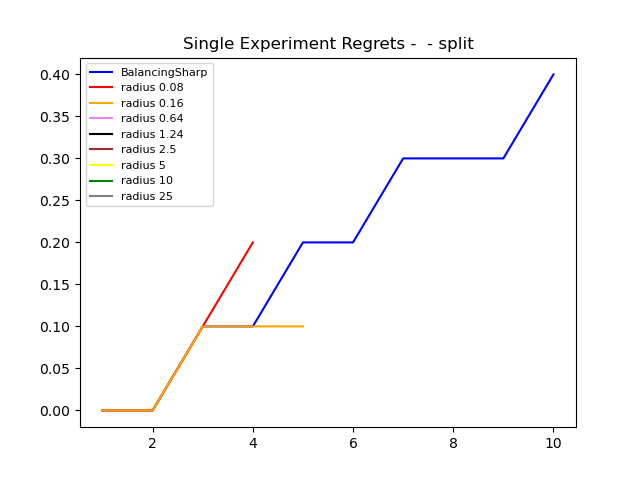 Single Experiment Regrets -  - split
0.40
0.35
0.30
0.25
0.20
0.15
0.10
0.05
0.00
BalancingSharp
radius 0.08
radius 0.16
radius 0.64
radius 1.24
radius 2.5
radius 5
radius 10
radius 25
2 4 6 8 10